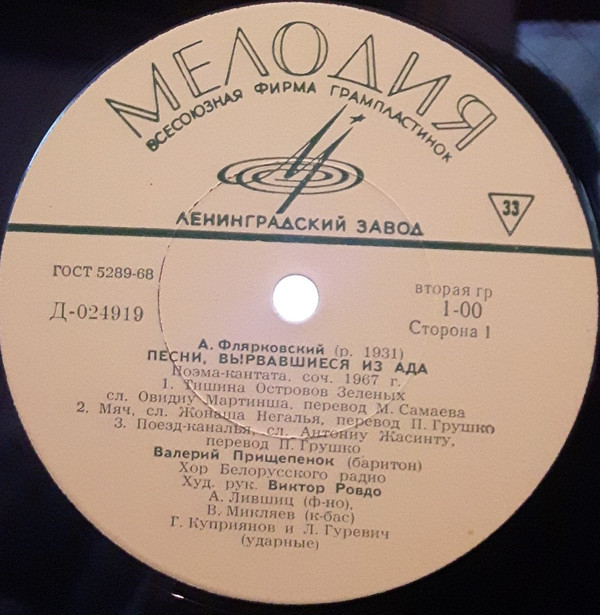 МЕЛОДИЯ
ВСЕСОЮЗНАЯ ФИРМА ГРАМПЛАСТИНОК
ЛЕНИНГРАДСКИЙ ЗАВОД
33
ГОСТ 5289-68
Д-024919
вторая гр
1-00
Сторона 1
А. Флярковский (р. 1931)
ПЕСНИ, ВЫРВАВШИЕСЯ ИЗ АДА
Поэма-кантата, соч. 1967 г.
1. Тишина Островов Зеленых
сл. Овидиу Мартинша, перевод М. Самаева
2. Мяч, сл. Жонаша Негалья, перевод П. Грушко
3. Поезд-каналья, сл. Антониу Жасинту,
перевод П. Грушко
Валерий Прищепенок (баритон)
Хор Белорусского радио
Худ. рук. Виктор Ровдо
А. Лившиц (ф-но),
В. Микляев (к-бас)
Г. Куприянов и Л. Гуревич
(ударные)